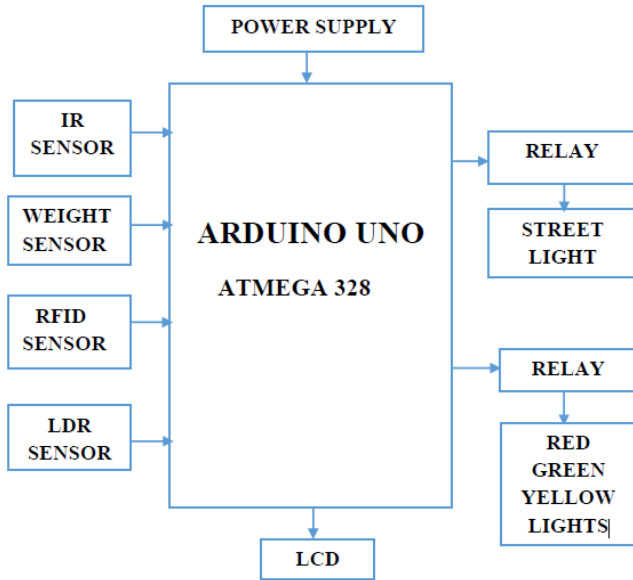 POWER SUPPLY
IR
SENSOR
WEIGHT
SENSOR
RFID
SENSOR
LDR
SENSOR
ARDUINO UNO
ATMEGA 328
RELAY
STREET
LIGHT
RELAY
RED
GREEN
YELLOW
LIGHTS
LCD